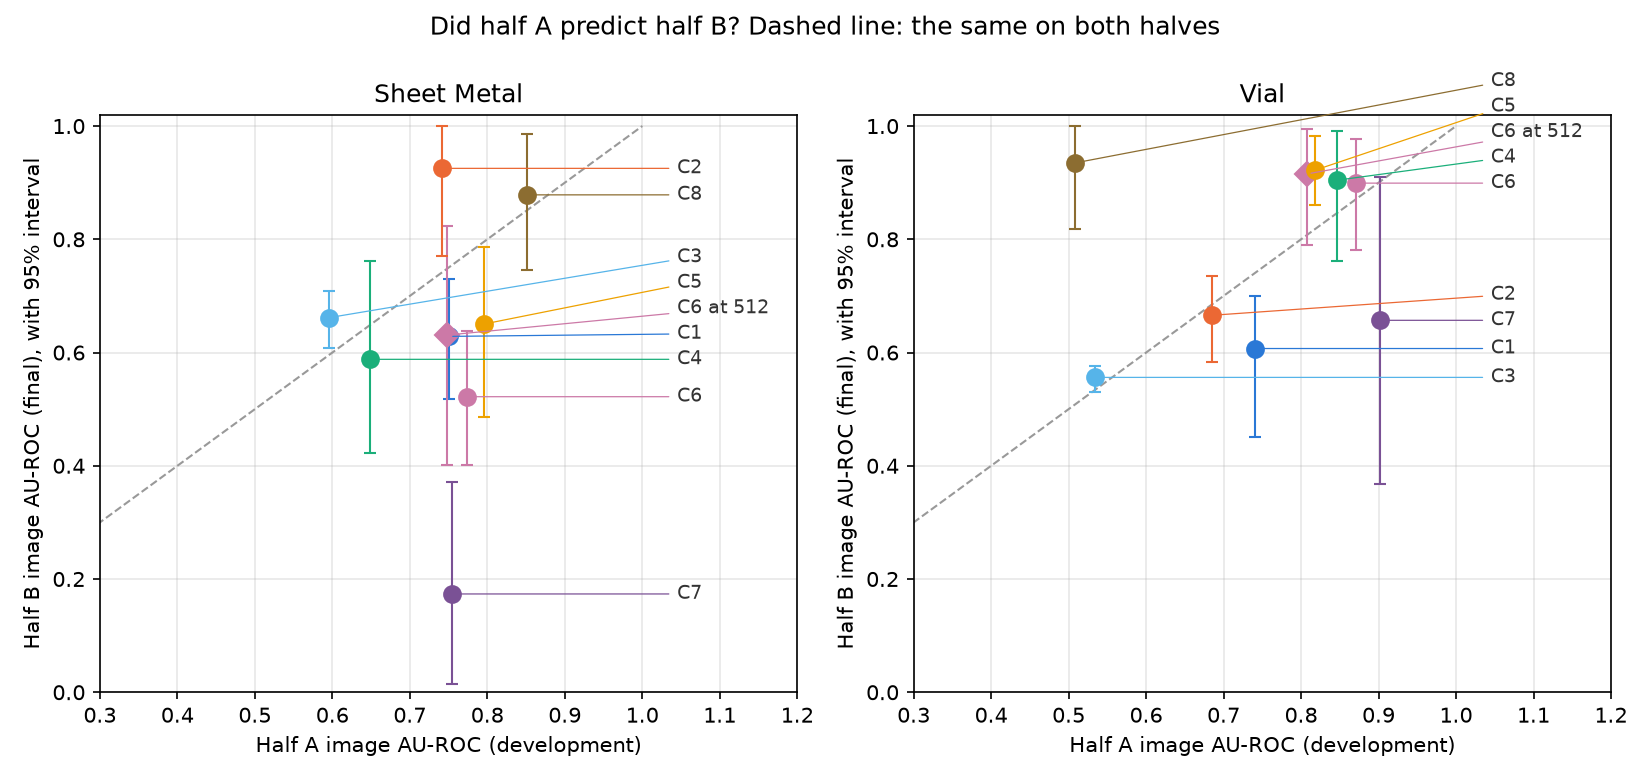 Did half A predict half B? Dashed line: the same on both halves
Sheet Metal
Half B image AU-ROC (final), with 95% interval
1.0
0.8
0.6
0.4
0.2
0.0
C2
C8
C3
C5
C6 at 512
C1
C4
C6
C7
0.3 0.4 0.5 0.6 0.7 0.8 0.9 1.0 1.1 1.2
Half A image AU-ROC (development)
Vial
Half B image AU-ROC (final), with 95% interval
1.0
0.8
0.6
0.4
0.2
0.0
C8
C5
C6 at 512
C4
C6
C2
C7
C1
C3
0.3 0.4 0.5 0.6 0.7 0.8 0.9 1.0 1.1 1.2
Half A image AU-ROC (development)